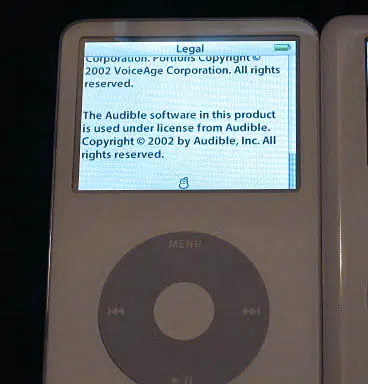 Legal
Corporation. Portions Copyright ©
2002 VoiceAge Corporation. All rights
reserved.
The Audible software in this product
is used under license from Audible.
Copyright © 2002 by Audible, Inc. All
rights reserved.
MENU